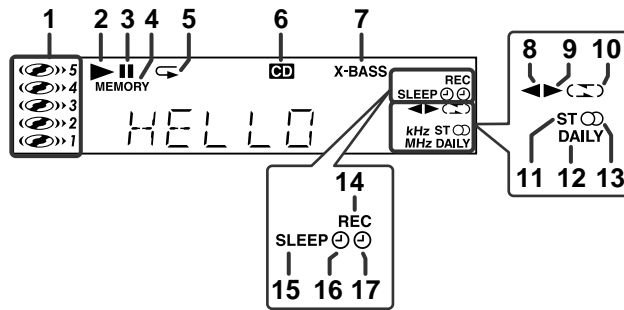 1 2 3 4 5 6 7
5 MEMORY CD X-BASS REC
4 SLEEP
3
2 HELLO kHz ST
1 MHz DAILY
8 9 10
ST
DAILY
11 12 13
14
REC
SLEEP
15 16 17